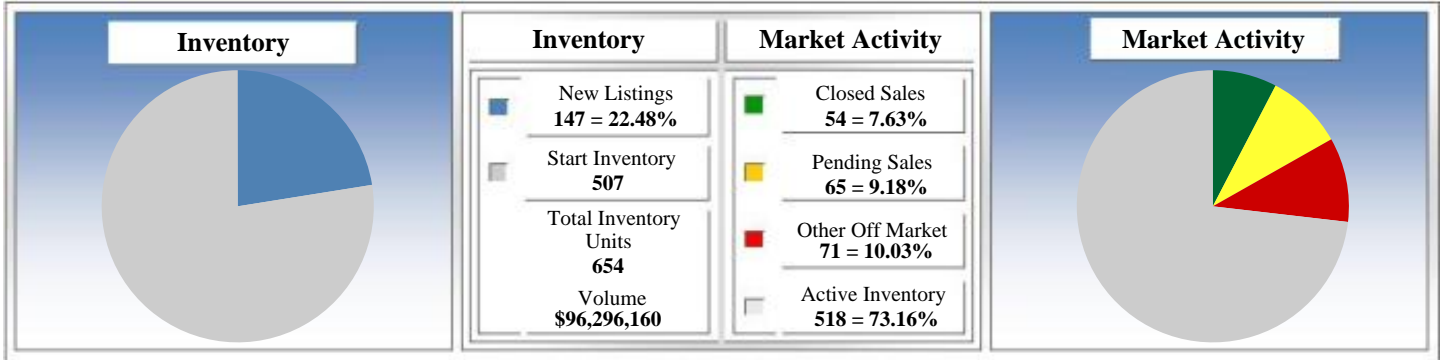 Inventory
Inventory
Market Activity
New Listings
147 = 22.48%
Start Inventory
507
Total Inventory
Units
654
Volume
$96,296,160
Closed Sales
54 = 7.63%
Pending Sales
65 = 9.18%
Other Off Market
71 = 10.03%
Active Inventory
518 = 73.16%
Market Activity